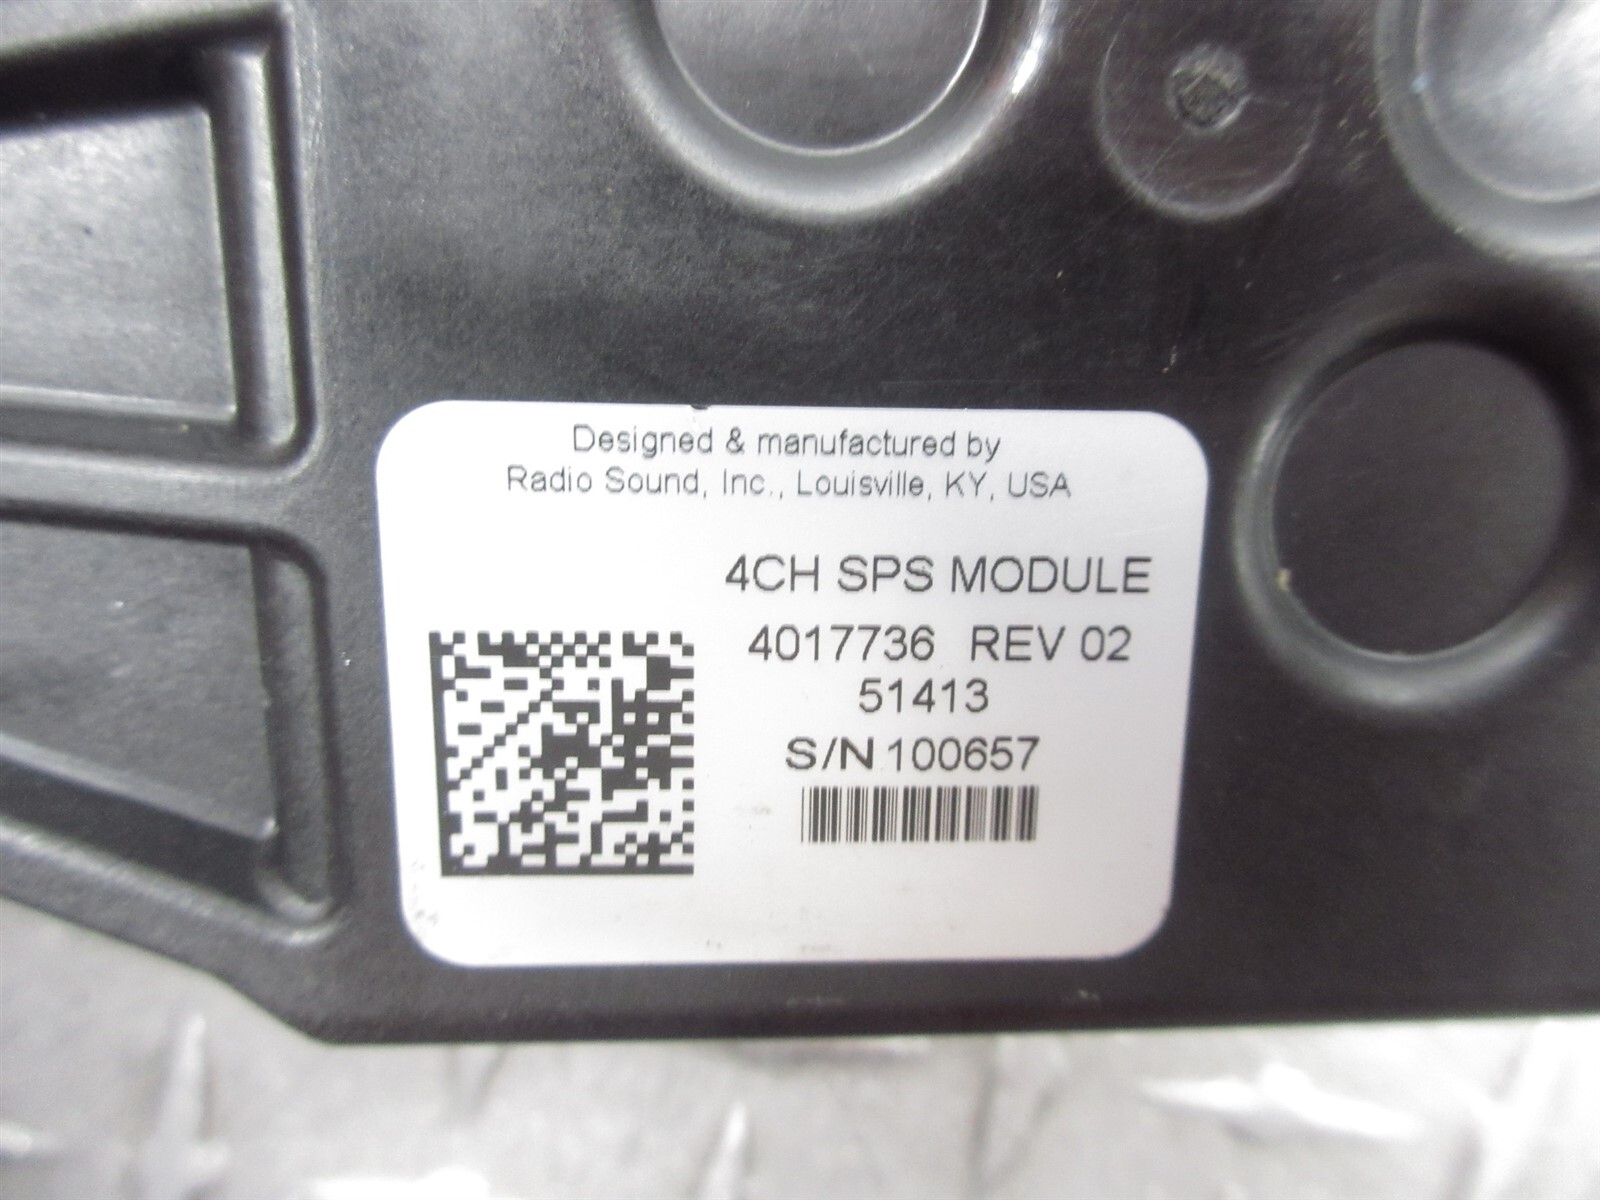 Designed & manufactured by
Radio Sound, Inc., Louisville, KY, USA
4CH SPS MODULE
4017736 REV 02
51413
S/N 100657